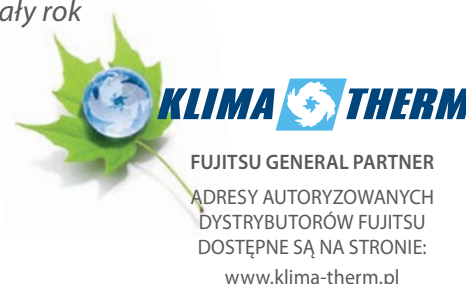 ały rok
KLIMA THERM
FUJITSU GENERAL PARTNER
ADRESY AUTORYZOWANYCH
DYSTRYBUTORÓW FUJITSU
DOSTĘPNE SĄ NA STRONIE:
www.klima-therm.pl